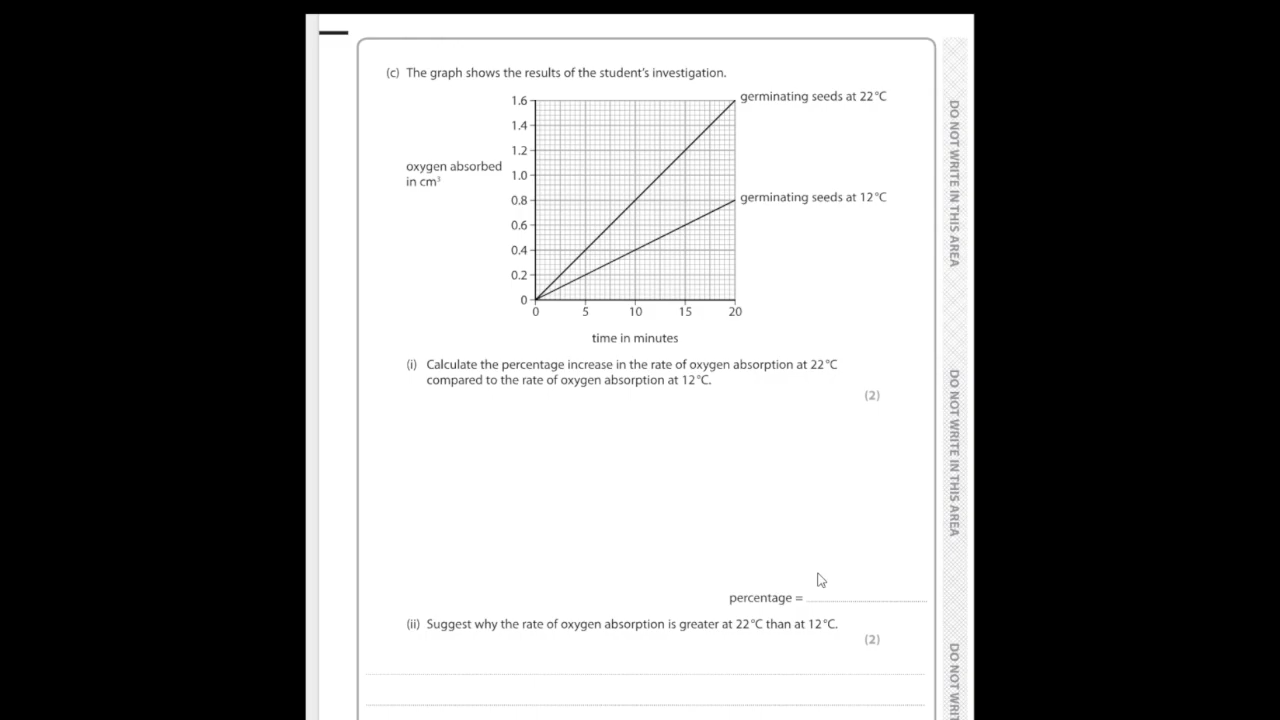 (c) The graph shows the results of the student's investigation.
1.6
germinating seeds at 22°C
1.4
1.2
oxygen absorbed
in cm³
1.0
0.8
germinating seeds at 12°C
0.6
0.4
0.2
0
0 5 10 15 20
time in minutes
(i) Calculate the percentage increase in the rate of oxygen absorption at 22°C
compared to the rate of oxygen absorption at 12°C.
(2)
percentage =
(ii) Suggest why the rate of oxygen absorption is greater at 22°C than at 12°C.
(2)
DO NOT WRITE IN THIS AREA
DO NOT WRITE IN THIS AREA
DO NOT WRIT